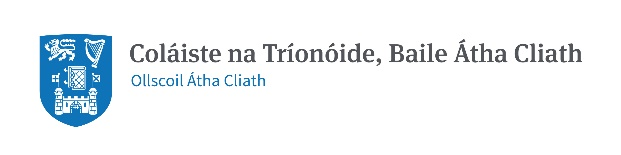 Coláiste na Tríonóide, Baile Átha Cliath
Ollscoil Átha Cliath